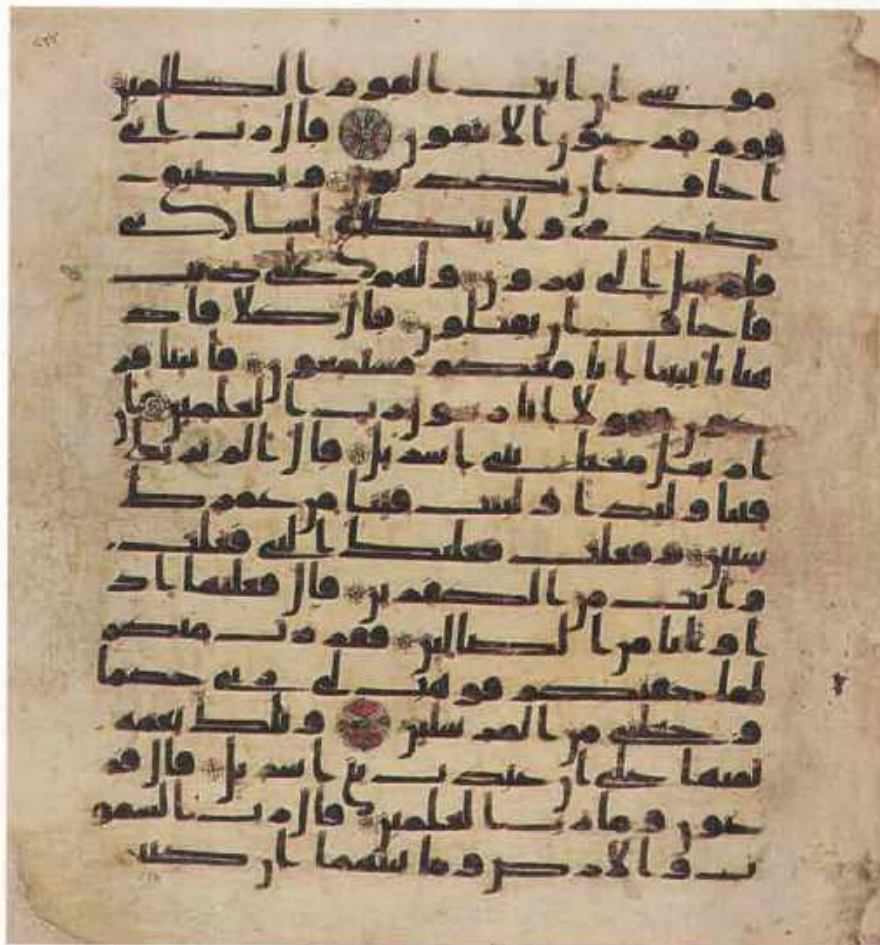 موسى ان ائت القوم الظلمين
قوم فرعون الا يتقون قال رب انى
اخاف ان يكذبون ويضيق
صدرى ولا ينطلق لسانى
فارسل الى هرون ولهم على ذنب
فاخاف ان يقتلون قال كلا فاذ
هبا بايتنا انا معكم مستمعون فاتيا فر
عون فقولا انا رسول رب العلمين ان
ارسل معنا بنى اسريل قال الم نربك
فينا وليدا ولبثت فينا من عمرك
سنين وفعلت فعلتك التى فعلت
وانت من الكفرين قال فعلتها اذ
ا وانا من الضالين ففررت منكم
لما خفتكم فوهب لى ربى حكما
وجعلنى من المرسلين وتلك نعمة
تمنها على ان عبدت بنى اسريل قال فر
عون وما رب العلمين قال رب السمو
ت والارض وما بينهما ان كنتم